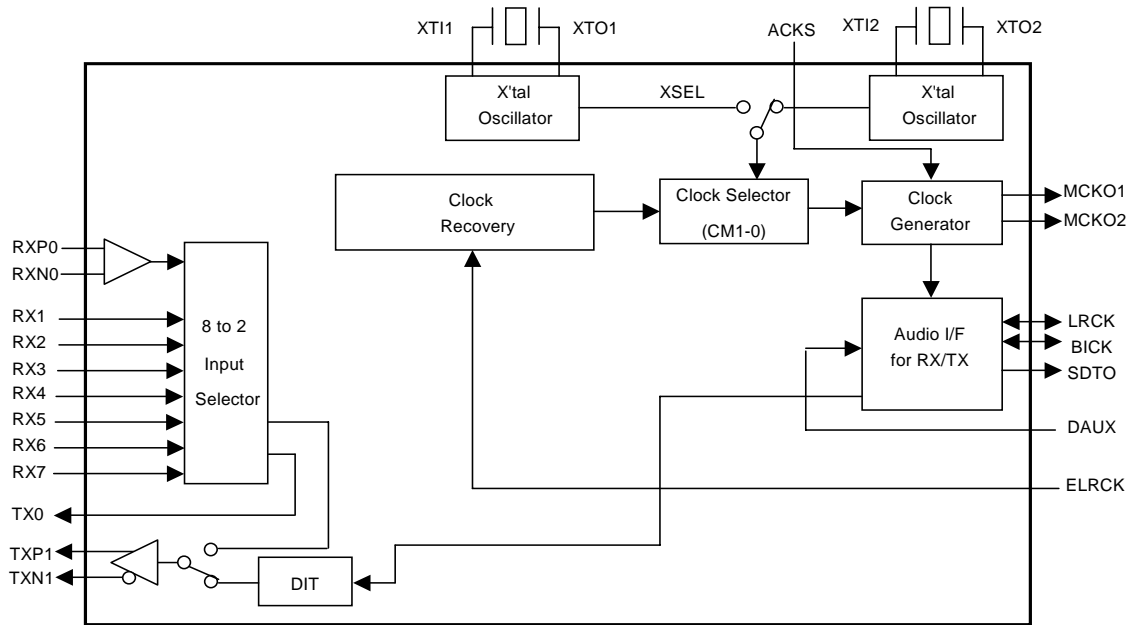 XTI1
XTO1
ACKS
XTI2
XTO2
X'tal
Oscillator
XSEL
X'tal
Oscillator
Clock
Recovery
Clock Selector
(CM1-0)
Clock
Generator
MCKO1
MCKO2
RXP0
RXN0
RX1
RX2
RX3
RX4
RX5
RX6
RX7
8 to 2
Input
Selector
Audio I/F
for RX/TX
LRCK
BICK
SDTO
DAUX
ELRCK
TX0
TXP1
TXN1
DIT